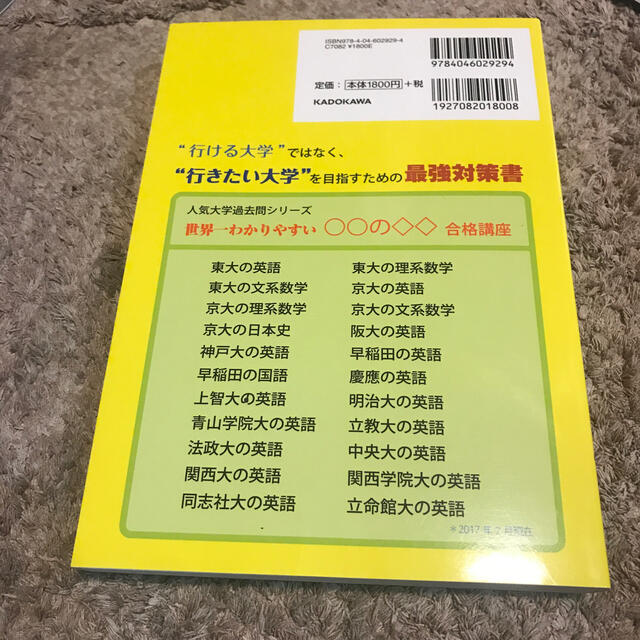 ISBN978-4-04-602929-4
C7082 ¥1800E
9784046029294
定価：本体1800円＋税
KADOKAWA
1927082018008
“行ける大学”ではなく、
“行きたい大学”を目指すための最強対策書
人気大学過去問シリーズ
世界一わかりやすい 〇〇の◇◇ 合格講座
東大の英語 東大の理系数学
東大の文系数学 京大の英語
京大の理系数学 京大の文系数学
京大の日本史 阪大の英語
神戸大の英語 早稲田の英語
早稲田の国語 慶應の英語
上智大の英語 明治大の英語
青山学院大の英語 立教大の英語
法政大の英語 中央大の英語
関西大の英語 関西学院大の英語
同志社大の英語 立命館大の英語
＊2017年7月現在